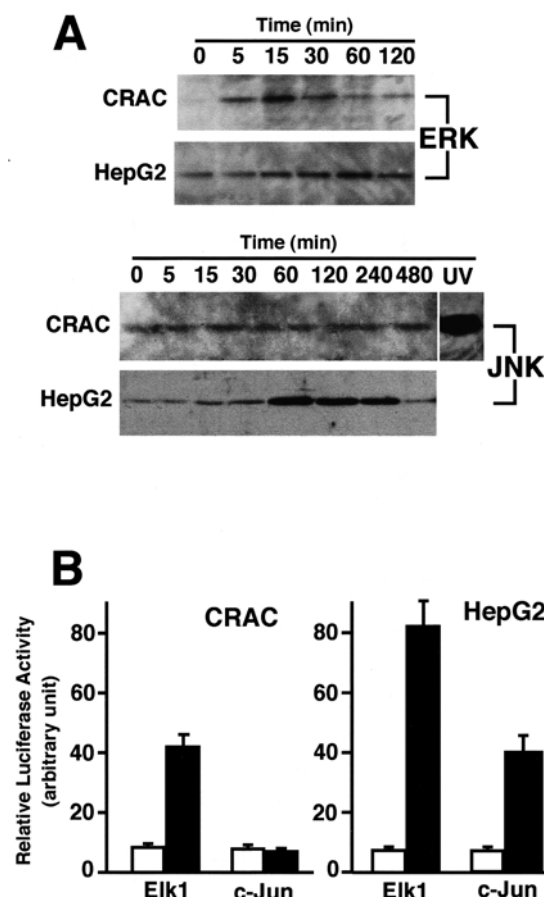 A
Time (min)
0 5 15 30 60 120
CRAC
HepG2
ERK
Time (min)
0 5 15 30 60 120 240 480 UV
CRAC
HepG2
JNK
B
CRAC
HepG2
Relative Luciferase Activity
(arbitrary unit)
80
60
40
20
0
Elk1 c-Jun
80
60
40
20
0
Elk1 c-Jun